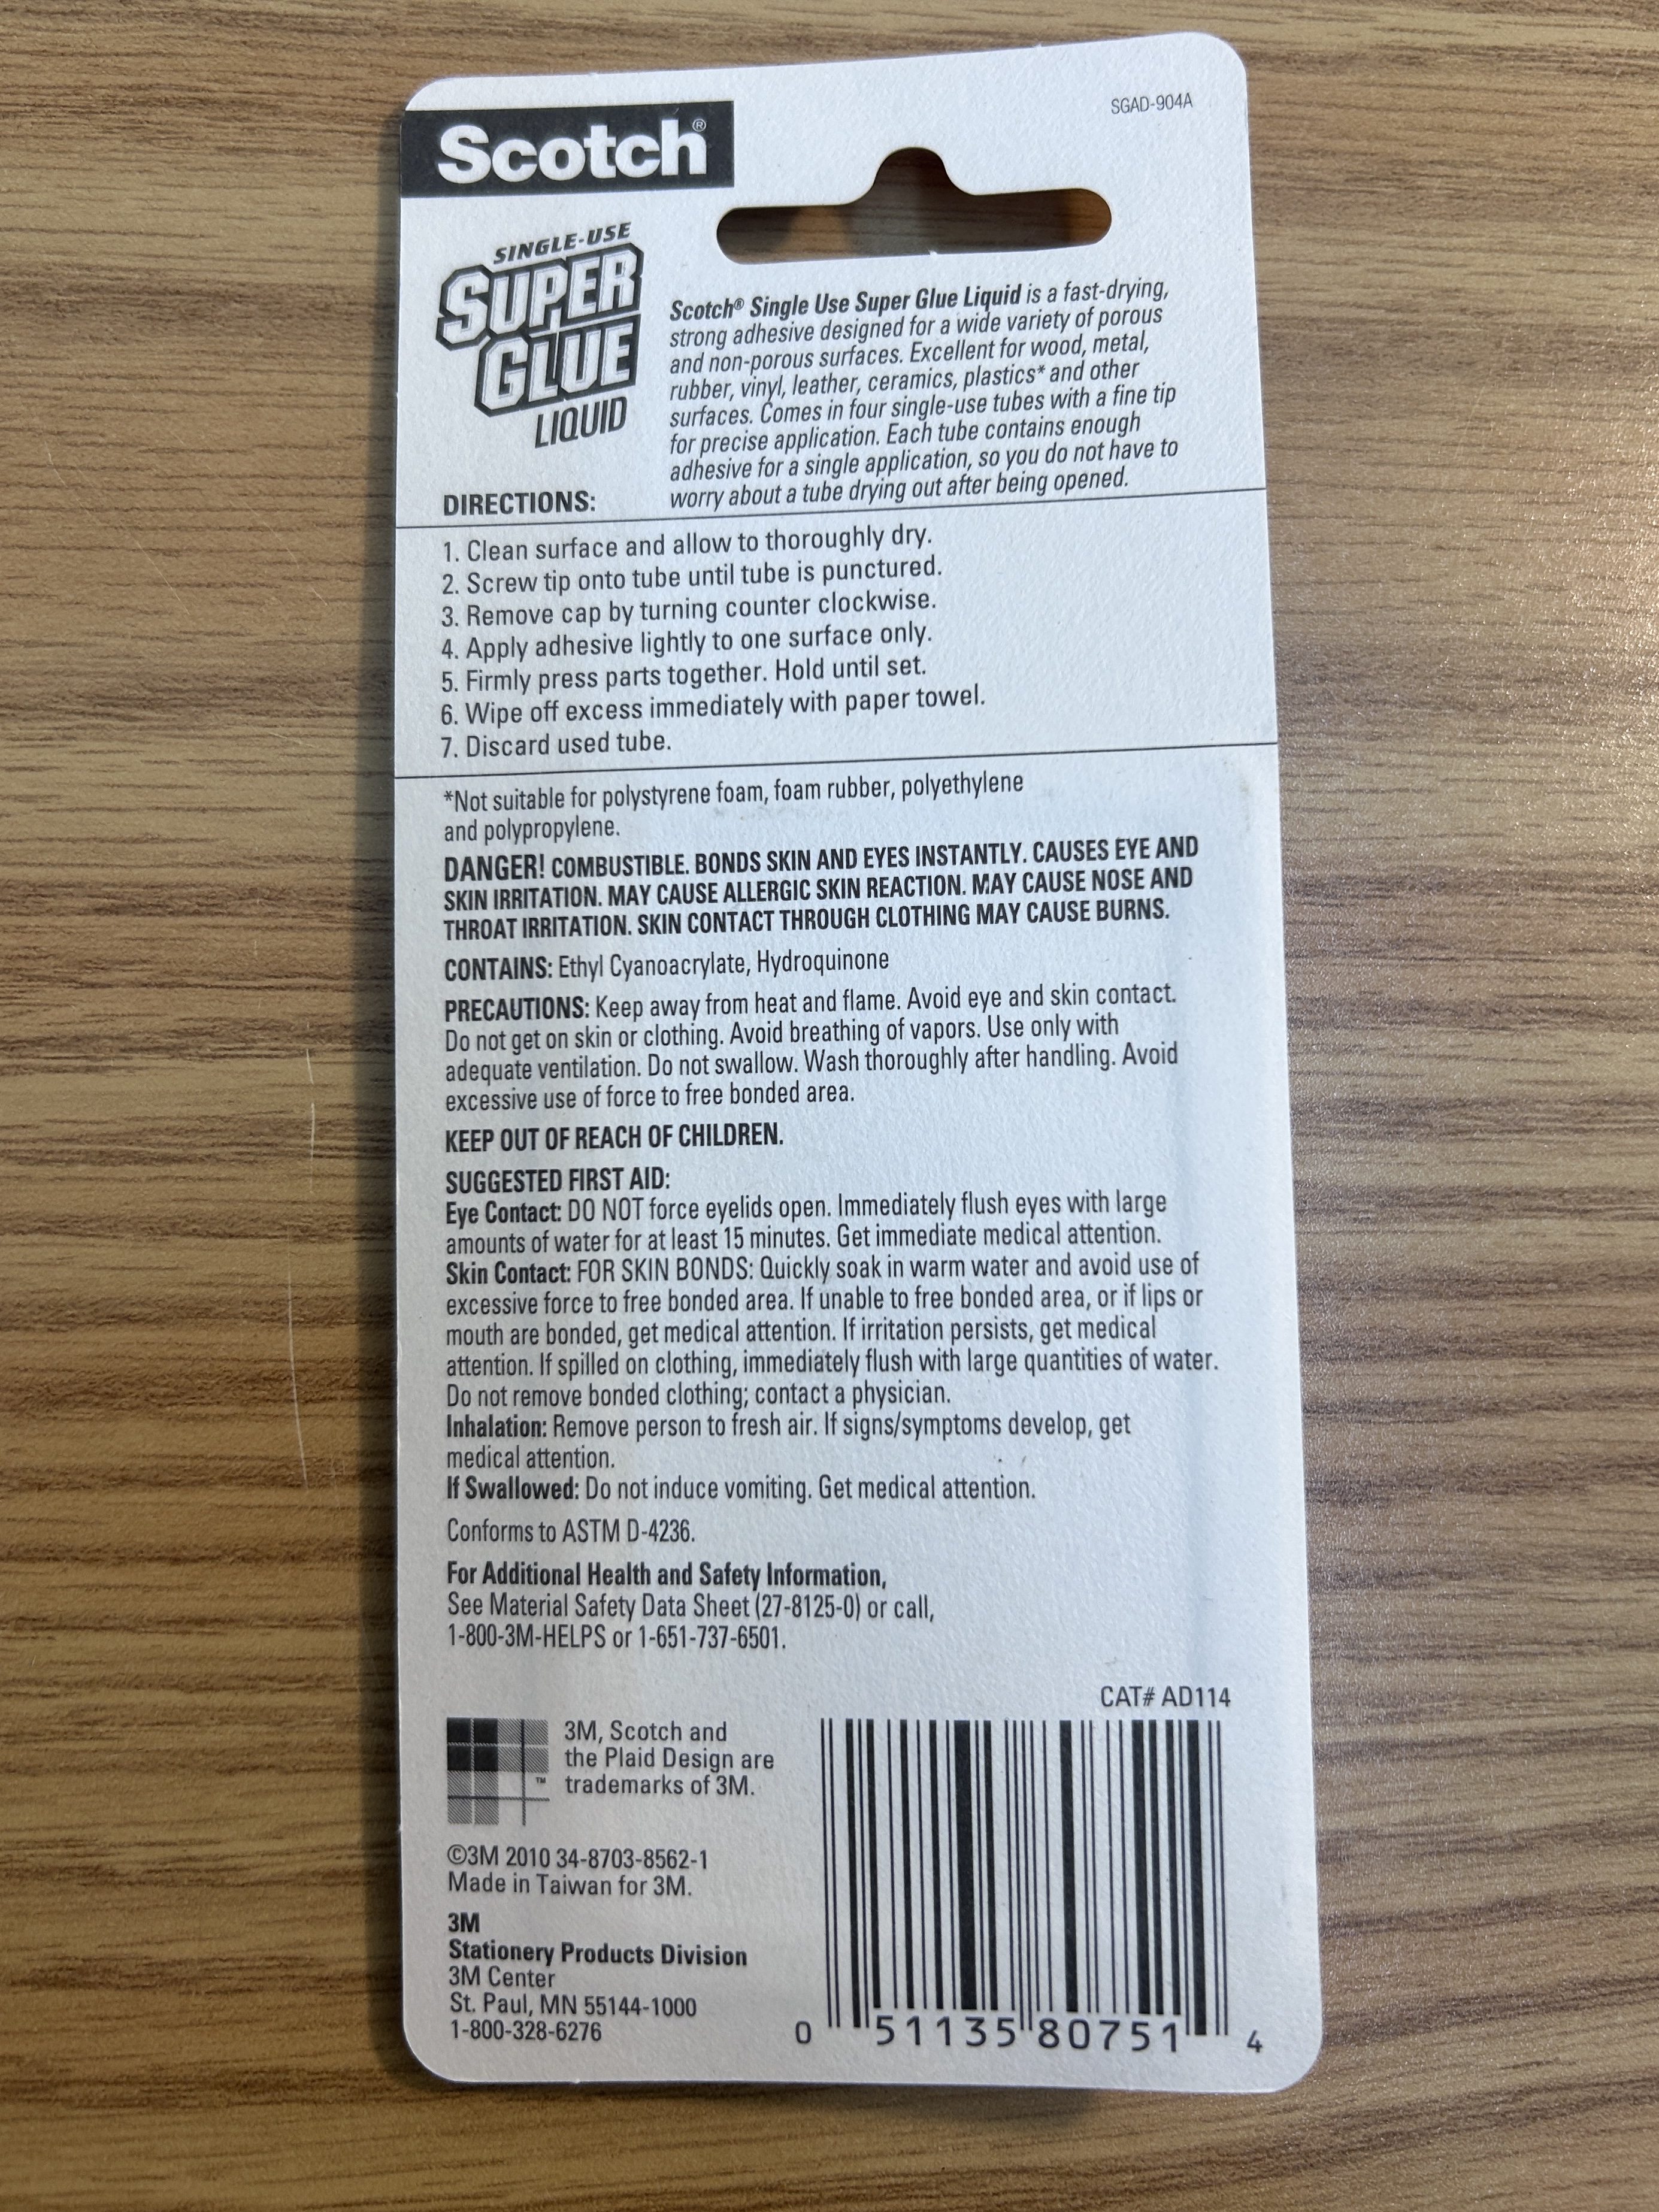 SGAD-904A
Scotch®
SINGLE-USE
SUPER
GLUE
LIQUID
Scotch® Single Use Super Glue Liquid is a fast-drying,
strong adhesive designed for a wide variety of porous
and non-porous surfaces. Excellent for wood, metal,
rubber, vinyl, leather, ceramics, plastics* and other
surfaces. Comes in four single-use tubes with a fine tip
for precise application. Each tube contains enough
adhesive for a single application, so you do not have to
worry about a tube drying out after being opened.
DIRECTIONS:
1. Clean surface and allow to thoroughly dry.
2. Screw tip onto tube until tube is punctured.
3. Remove cap by turning counter clockwise.
4. Apply adhesive lightly to one surface only.
5. Firmly press parts together. Hold until set.
6. Wipe off excess immediately with paper towel.
7. Discard used tube.
*Not suitable for polystyrene foam, foam rubber, polyethylene
and polypropylene.
DANGER! COMBUSTIBLE. BONDS SKIN AND EYES INSTANTLY. CAUSES EYE AND
SKIN IRRITATION. MAY CAUSE ALLERGIC SKIN REACTION. MAY CAUSE NOSE AND
THROAT IRRITATION. SKIN CONTACT THROUGH CLOTHING MAY CAUSE BURNS.
CONTAINS: Ethyl Cyanoacrylate, Hydroquinone
PRECAUTIONS: Keep away from heat and flame. Avoid eye and skin contact.
Do not get on skin or clothing. Avoid breathing of vapors. Use only with
adequate ventilation. Do not swallow. Wash thoroughly after handling. Avoid
excessive use of force to free bonded area.
KEEP OUT OF REACH OF CHILDREN.
SUGGESTED FIRST AID:
Eye Contact: DO NOT force eyelids open. Immediately flush eyes with large
amounts of water for at least 15 minutes. Get immediate medical attention.
Skin Contact: FOR SKIN BONDS: Quickly soak in warm water and avoid use of
excessive force to free bonded area. If unable to free bonded area, or if lips or
mouth are bonded, get medical attention. If irritation persists, get medical
attention. If spilled on clothing, immediately flush with large quantities of water.
Do not remove bonded clothing; contact a physician.
Inhalation: Remove person to fresh air. If signs/symptoms develop, get
medical attention.
If Swallowed: Do not induce vomiting. Get medical attention.
Conforms to ASTM D-4236.
For Additional Health and Safety Information,
See Material Safety Data Sheet (27-8125-0) or call,
1-800-3M-HELPS or 1-651-737-6501.
CAT# AD114
™
3M, Scotch and
the Plaid Design are
trademarks of 3M.
©3M 2010 34-8703-8562-1
Made in Taiwan for 3M.
3M
Stationery Products Division
3M Center
St. Paul, MN 55144-1000
1-800-328-6276
0 51135 80751 4